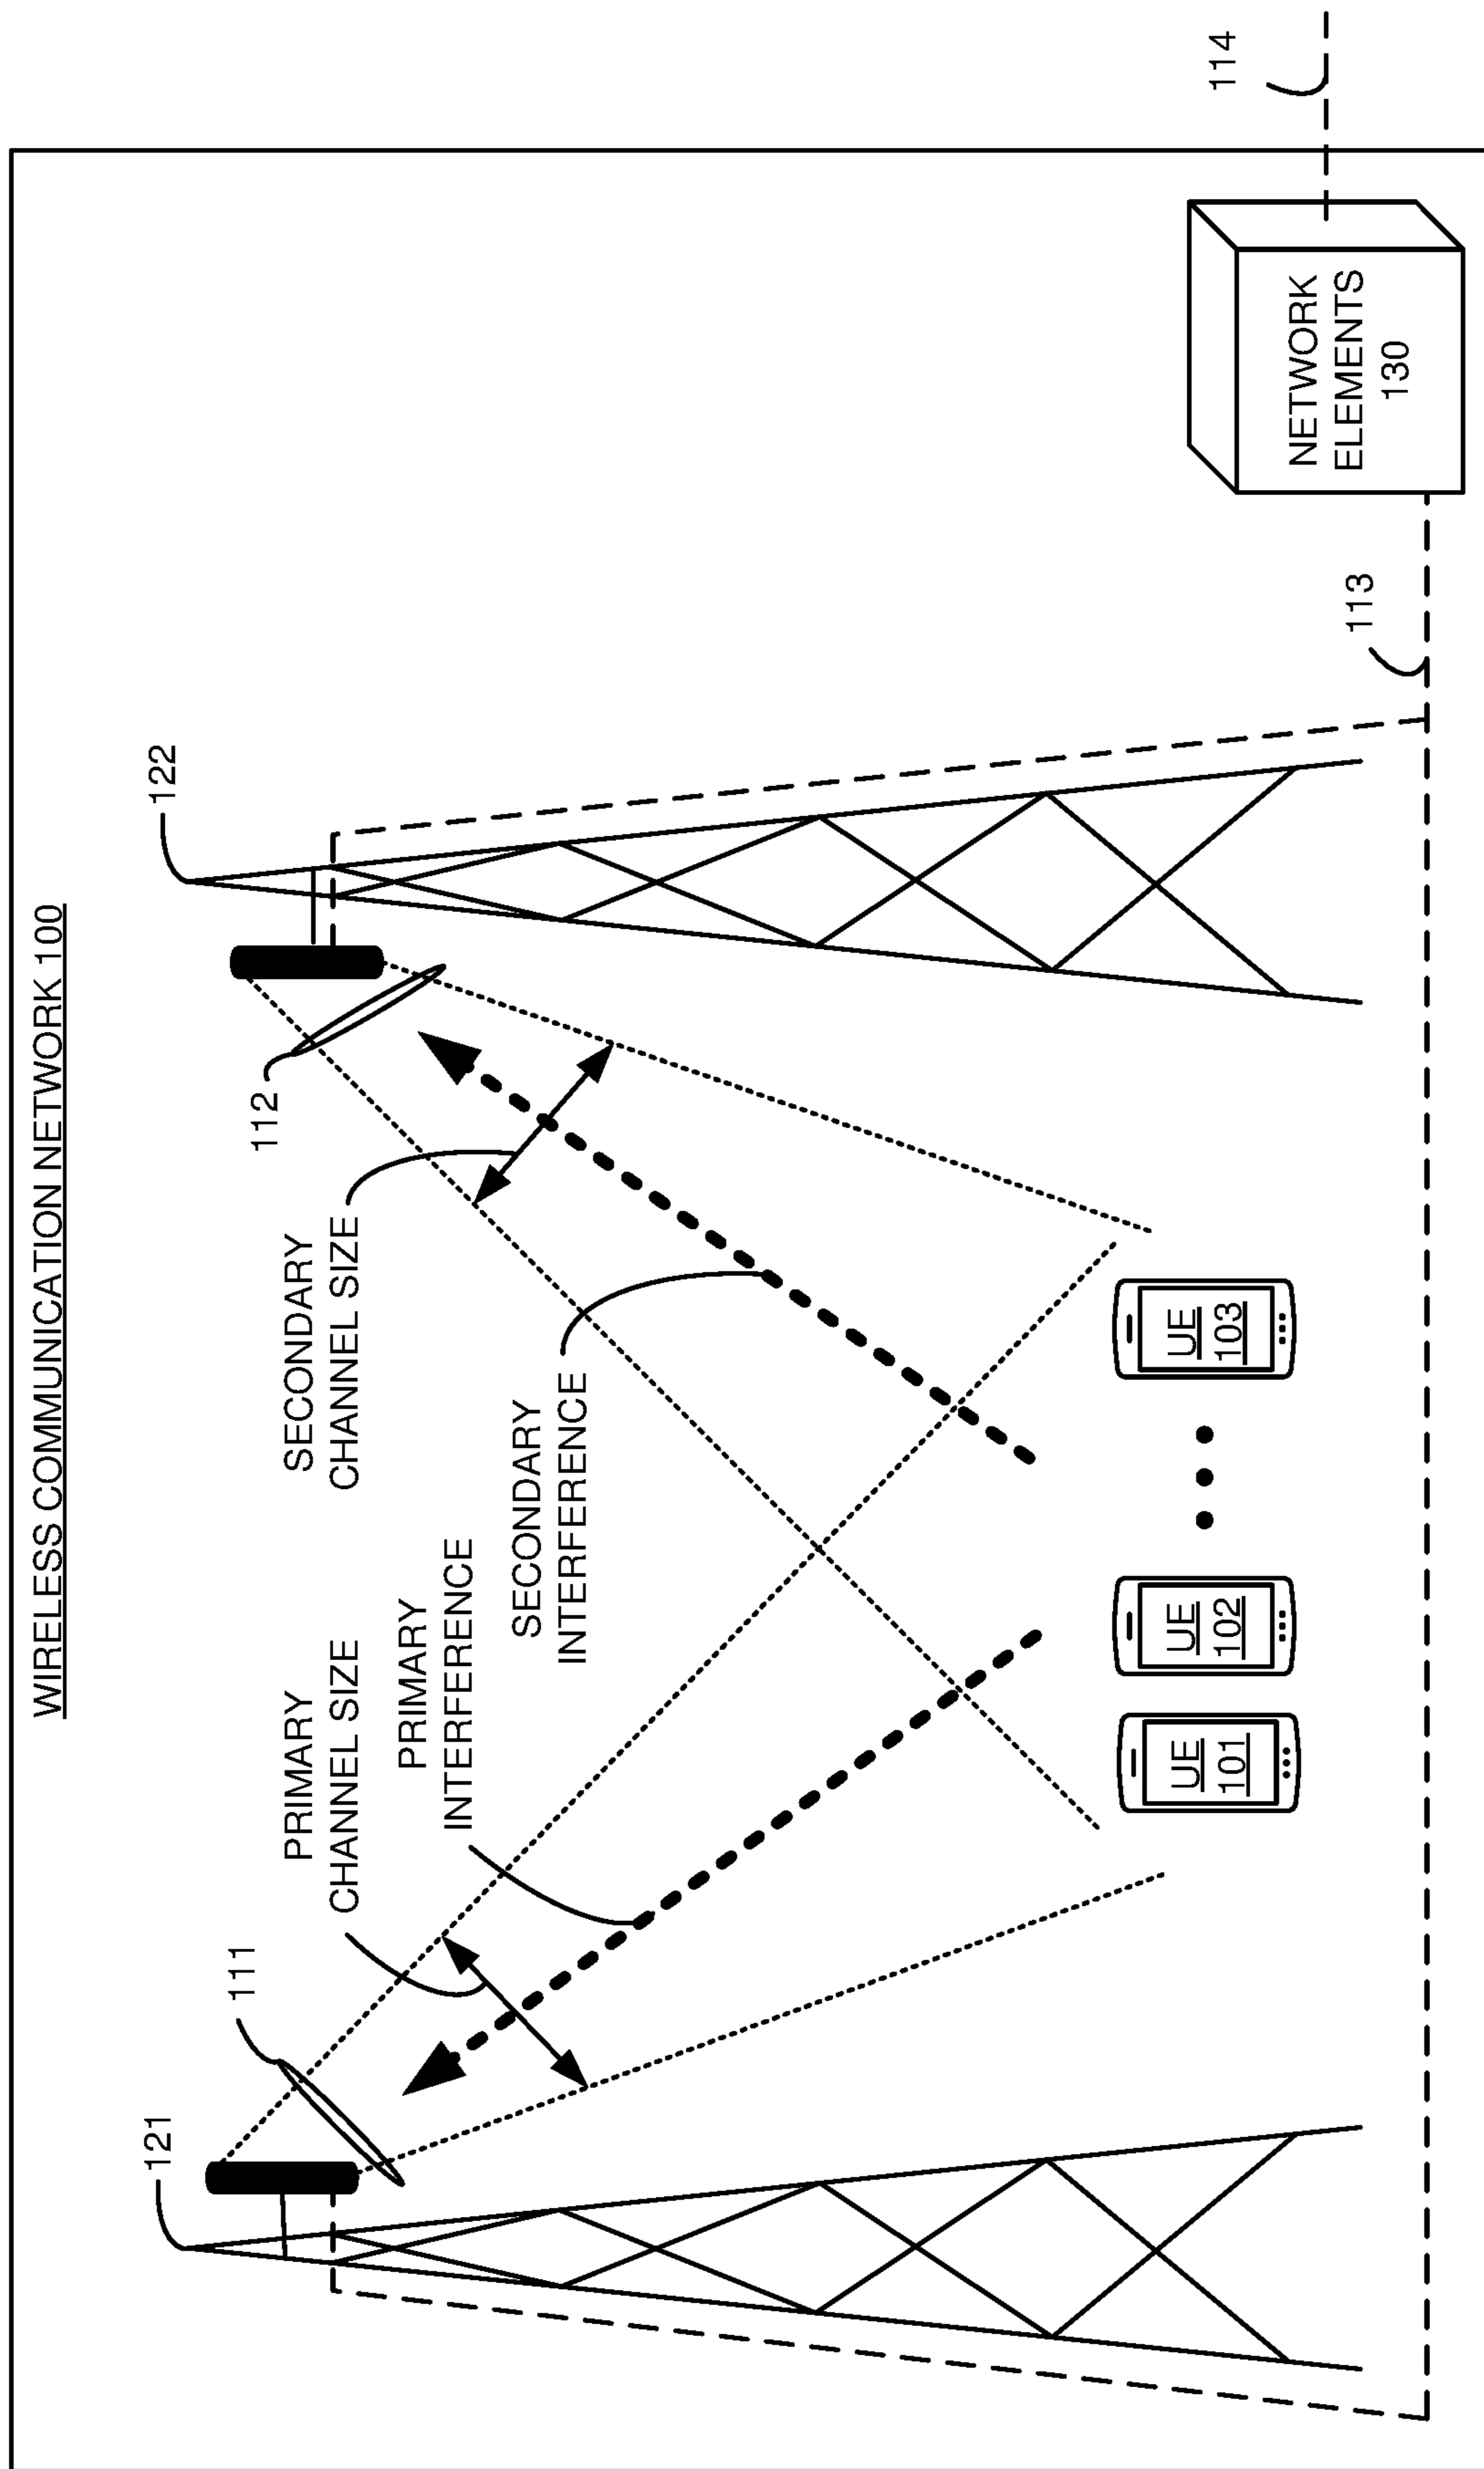 WIRELESS COMMUNICATION NETWORK 100
121
111
PRIMARY
CHANNEL SIZE
PRIMARY
INTERFERENCE
SECONDARY
INTERFERENCE
SECONDARY
CHANNEL SIZE
112
122
UE
101
UE
102
UE
103
113
NETWORK
ELEMENTS
130
114